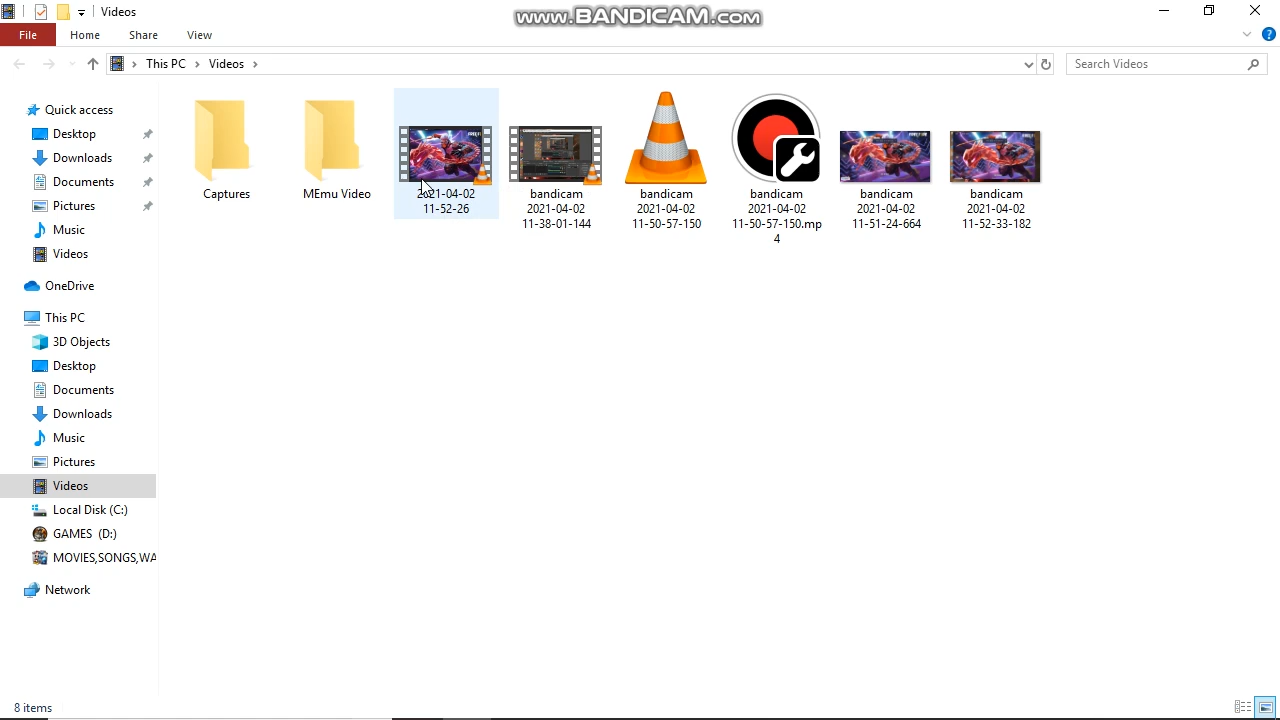 Videos
www.BANDICAM.com
File
Home
Share
View
This PC
Videos
Search Videos
Quick access
Desktop
Downloads
Documents
Pictures
Music
Videos
OneDrive
This PC
3D Objects
Desktop
Documents
Downloads
Music
Pictures
Videos
Local Disk (C:)
GAMES (D:)
MOVIES,SONGS,WA
Network
Captures
MEmu Video
2021-04-02
11-52-26
bandicam
2021-04-02
11-38-01-144
bandicam
2021-04-02
11-50-57-150
bandicam
2021-04-02
11-50-57-150.mp
4
bandicam
2021-04-02
11-51-24-664
bandicam
2021-04-02
11-52-33-182
8 items